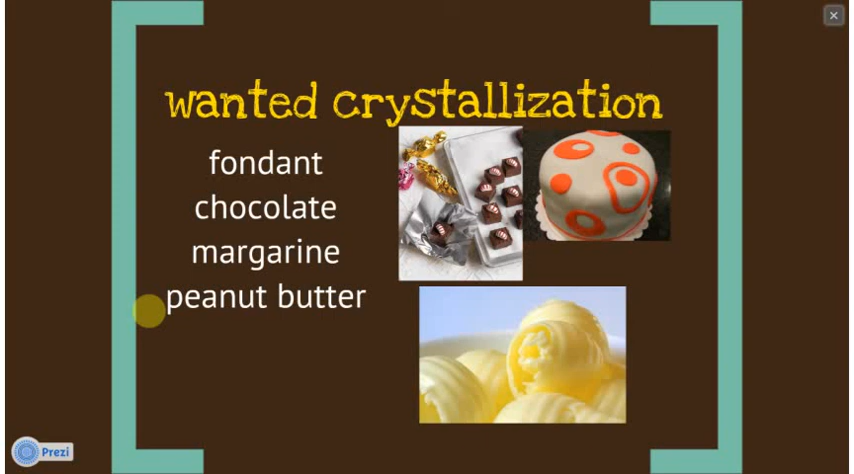 wanted crystallization
fondant
chocolate
margarine
peanut butter
Prezi